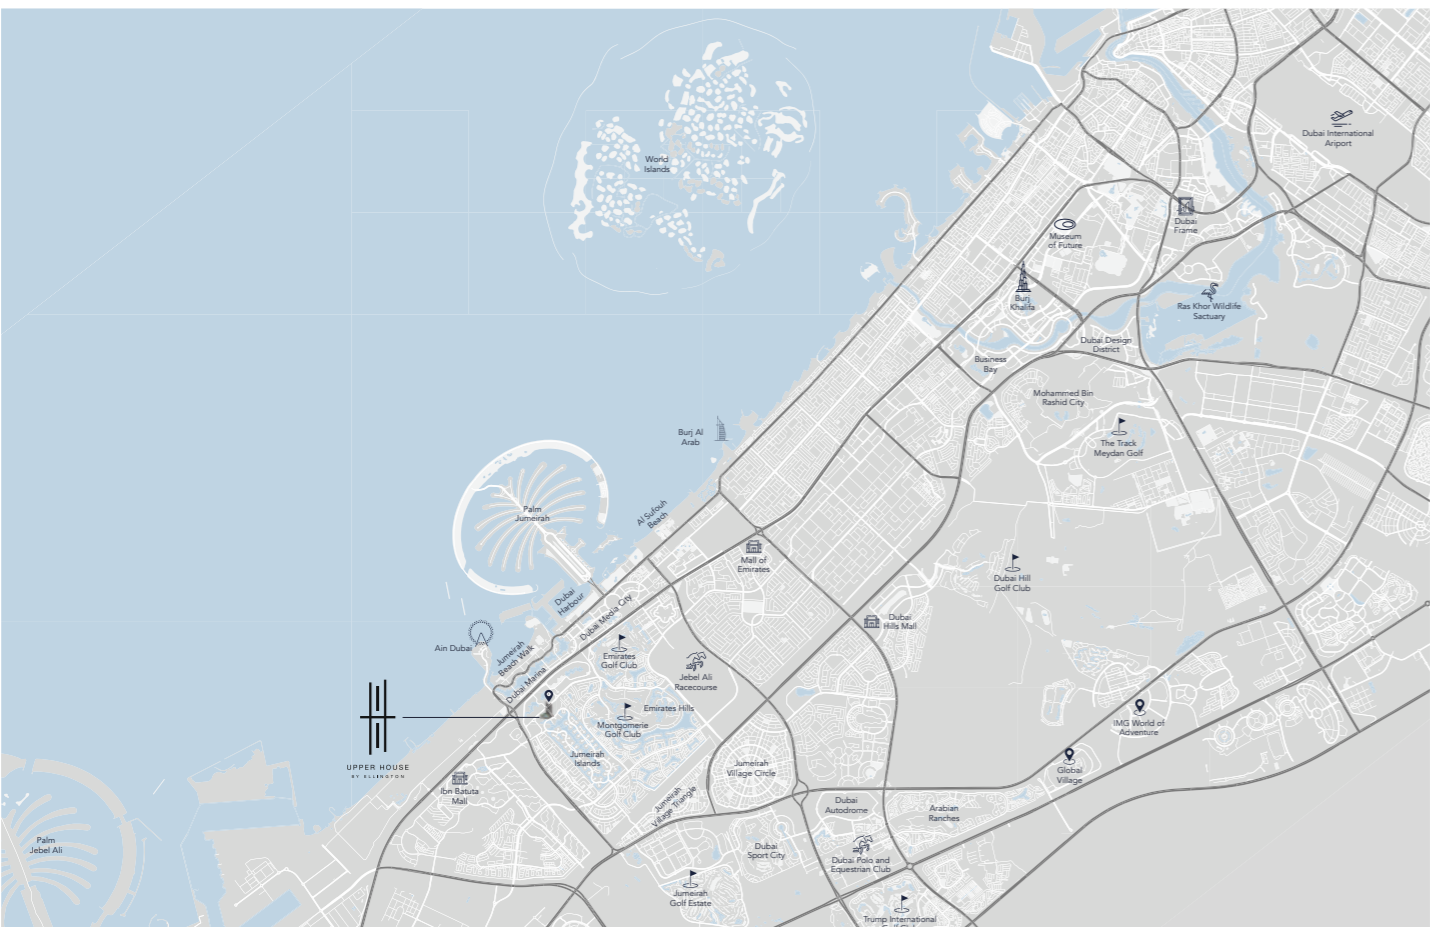 Dubai International
Ariport
World
Islands
Dubai
Frame
Museum
of Future
Burj
Khalifa
Ras Khor Wildlife
Sactuary
Dubai Design
District
Business
Bay
Mohammed Bin
Rashid City
The Track
Meydan Golf
Burj Al
Arab
Palm
Jumeirah
Al Sufouh
Beach
Mall of
Emirates
Dubai Hill
Golf Club
Dubai
Harbour
Dubai Media City
Dubai
Hills Mall
Ain Dubai
Jumeirah
Beach Walk
Emirates
Golf Club
Jebel Ali
Racecourse
Dubai Marina
Emirates Hills
Montgomerie
Golf Club
IMG World of
Adventure
UPPER HOUSE
BY ELLINGTON
Jumeirah
Islands
Jumeirah
Village Circle
Global
Village
Ibn Batuta
Mall
Jumeirah
Village Triangle
Dubai
Autodrome
Arabian
Ranches
Palm
Jebel Ali
Dubai
Sport City
Dubai Polo and
Equestrian Club
Jumeirah
Golf Estate
Trump International
Golf Club